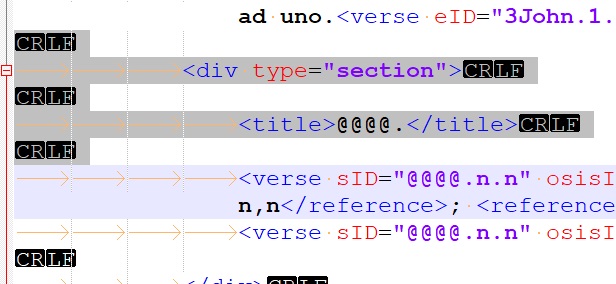 ad uno.<verse eID="3John.1.
CRLF
<div type="section">CRLF
CRLF
<title>@@@@.</title>CRLF
CRLF
<verse sID="@@@@.n.n" osisI
n,n</reference>; <reference
<verse sID="@@@@.n.n" osisI
CRLF
</div>CRLF